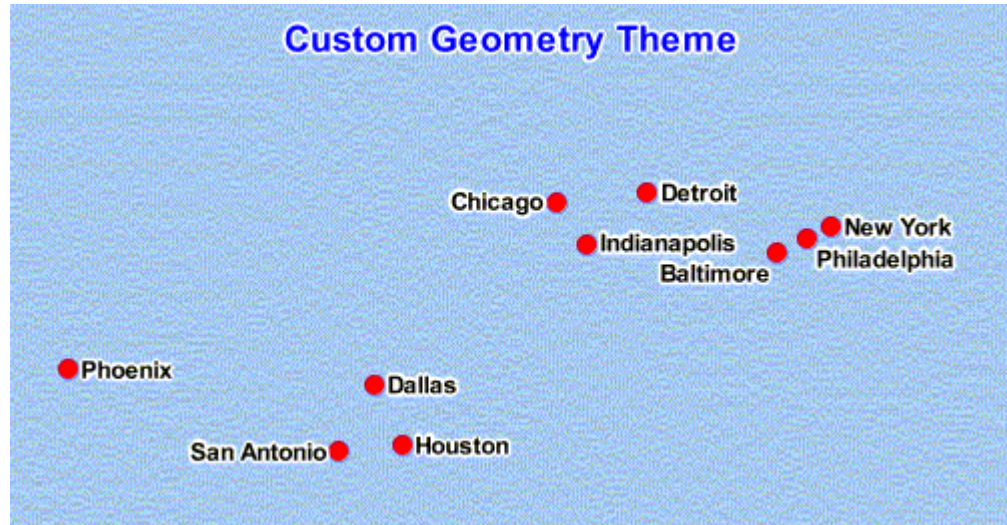 Custom Geometry Theme
Detroit
Chicago
New York
Indianapolis
Philadelphia
Baltimore
Phoenix
Dallas
Houston
San Antonio